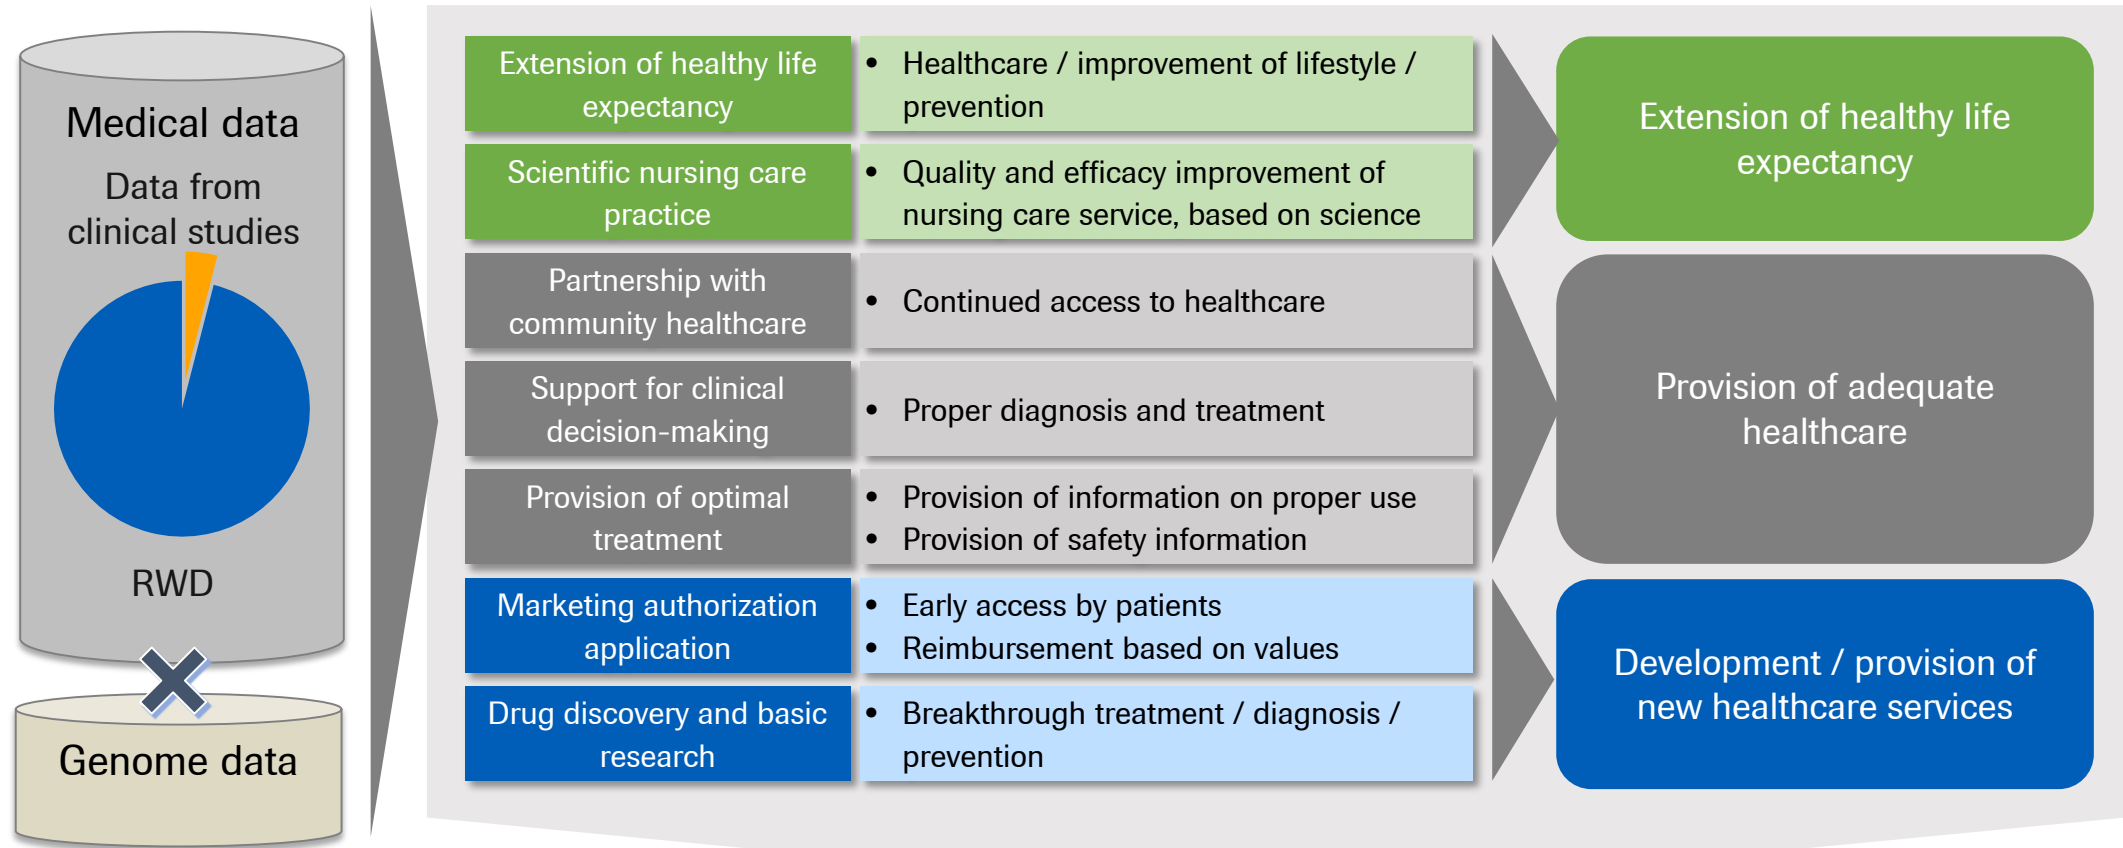 Medical data
Data from
clinical studies
RWD
Genome data
Extension of healthy life
expectancy
• Healthcare / improvement of lifestyle /
prevention
Scientific nursing care
practice
• Quality and efficacy improvement of
nursing care service, based on science
Partnership with
community healthcare
• Continued access to healthcare
Support for clinical
decision-making
• Proper diagnosis and treatment
Provision of optimal
treatment
• Provision of information on proper use
• Provision of safety information
Marketing authorization
application
• Early access by patients
• Reimbursement based on values
Drug discovery and basic
research
• Breakthrough treatment / diagnosis /
prevention
Extension of healthy life
expectancy
Provision of adequate
healthcare
Development / provision of
new healthcare services